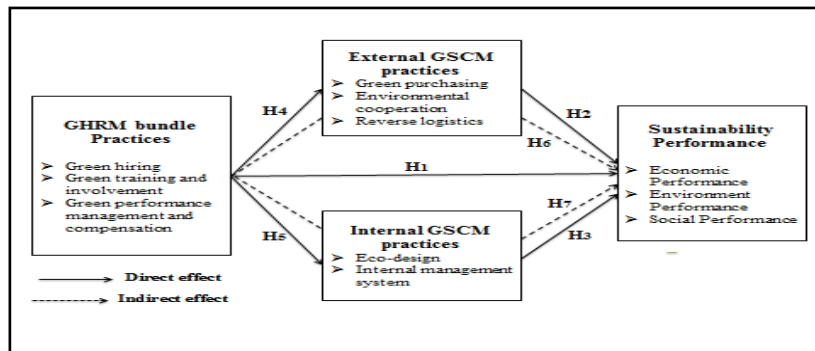 External GSCM
practices
➤ Green purchasing
➤ Environmental
cooperation
➤ Reverse logistics
H4
H2
H6
GHRM bundle
Practices
➤ Green hiring
➤ Green training and
involvement
➤ Green performance
management and
compensation
H1
Sustainability
Performance
➤ Economic
Performance
➤ Environment
Performance
➤ Social Performance
H5
H7
H3
Internal GSCM
practices
➤ Eco-design
➤ Internal management
system
Direct effect
Indirect effect